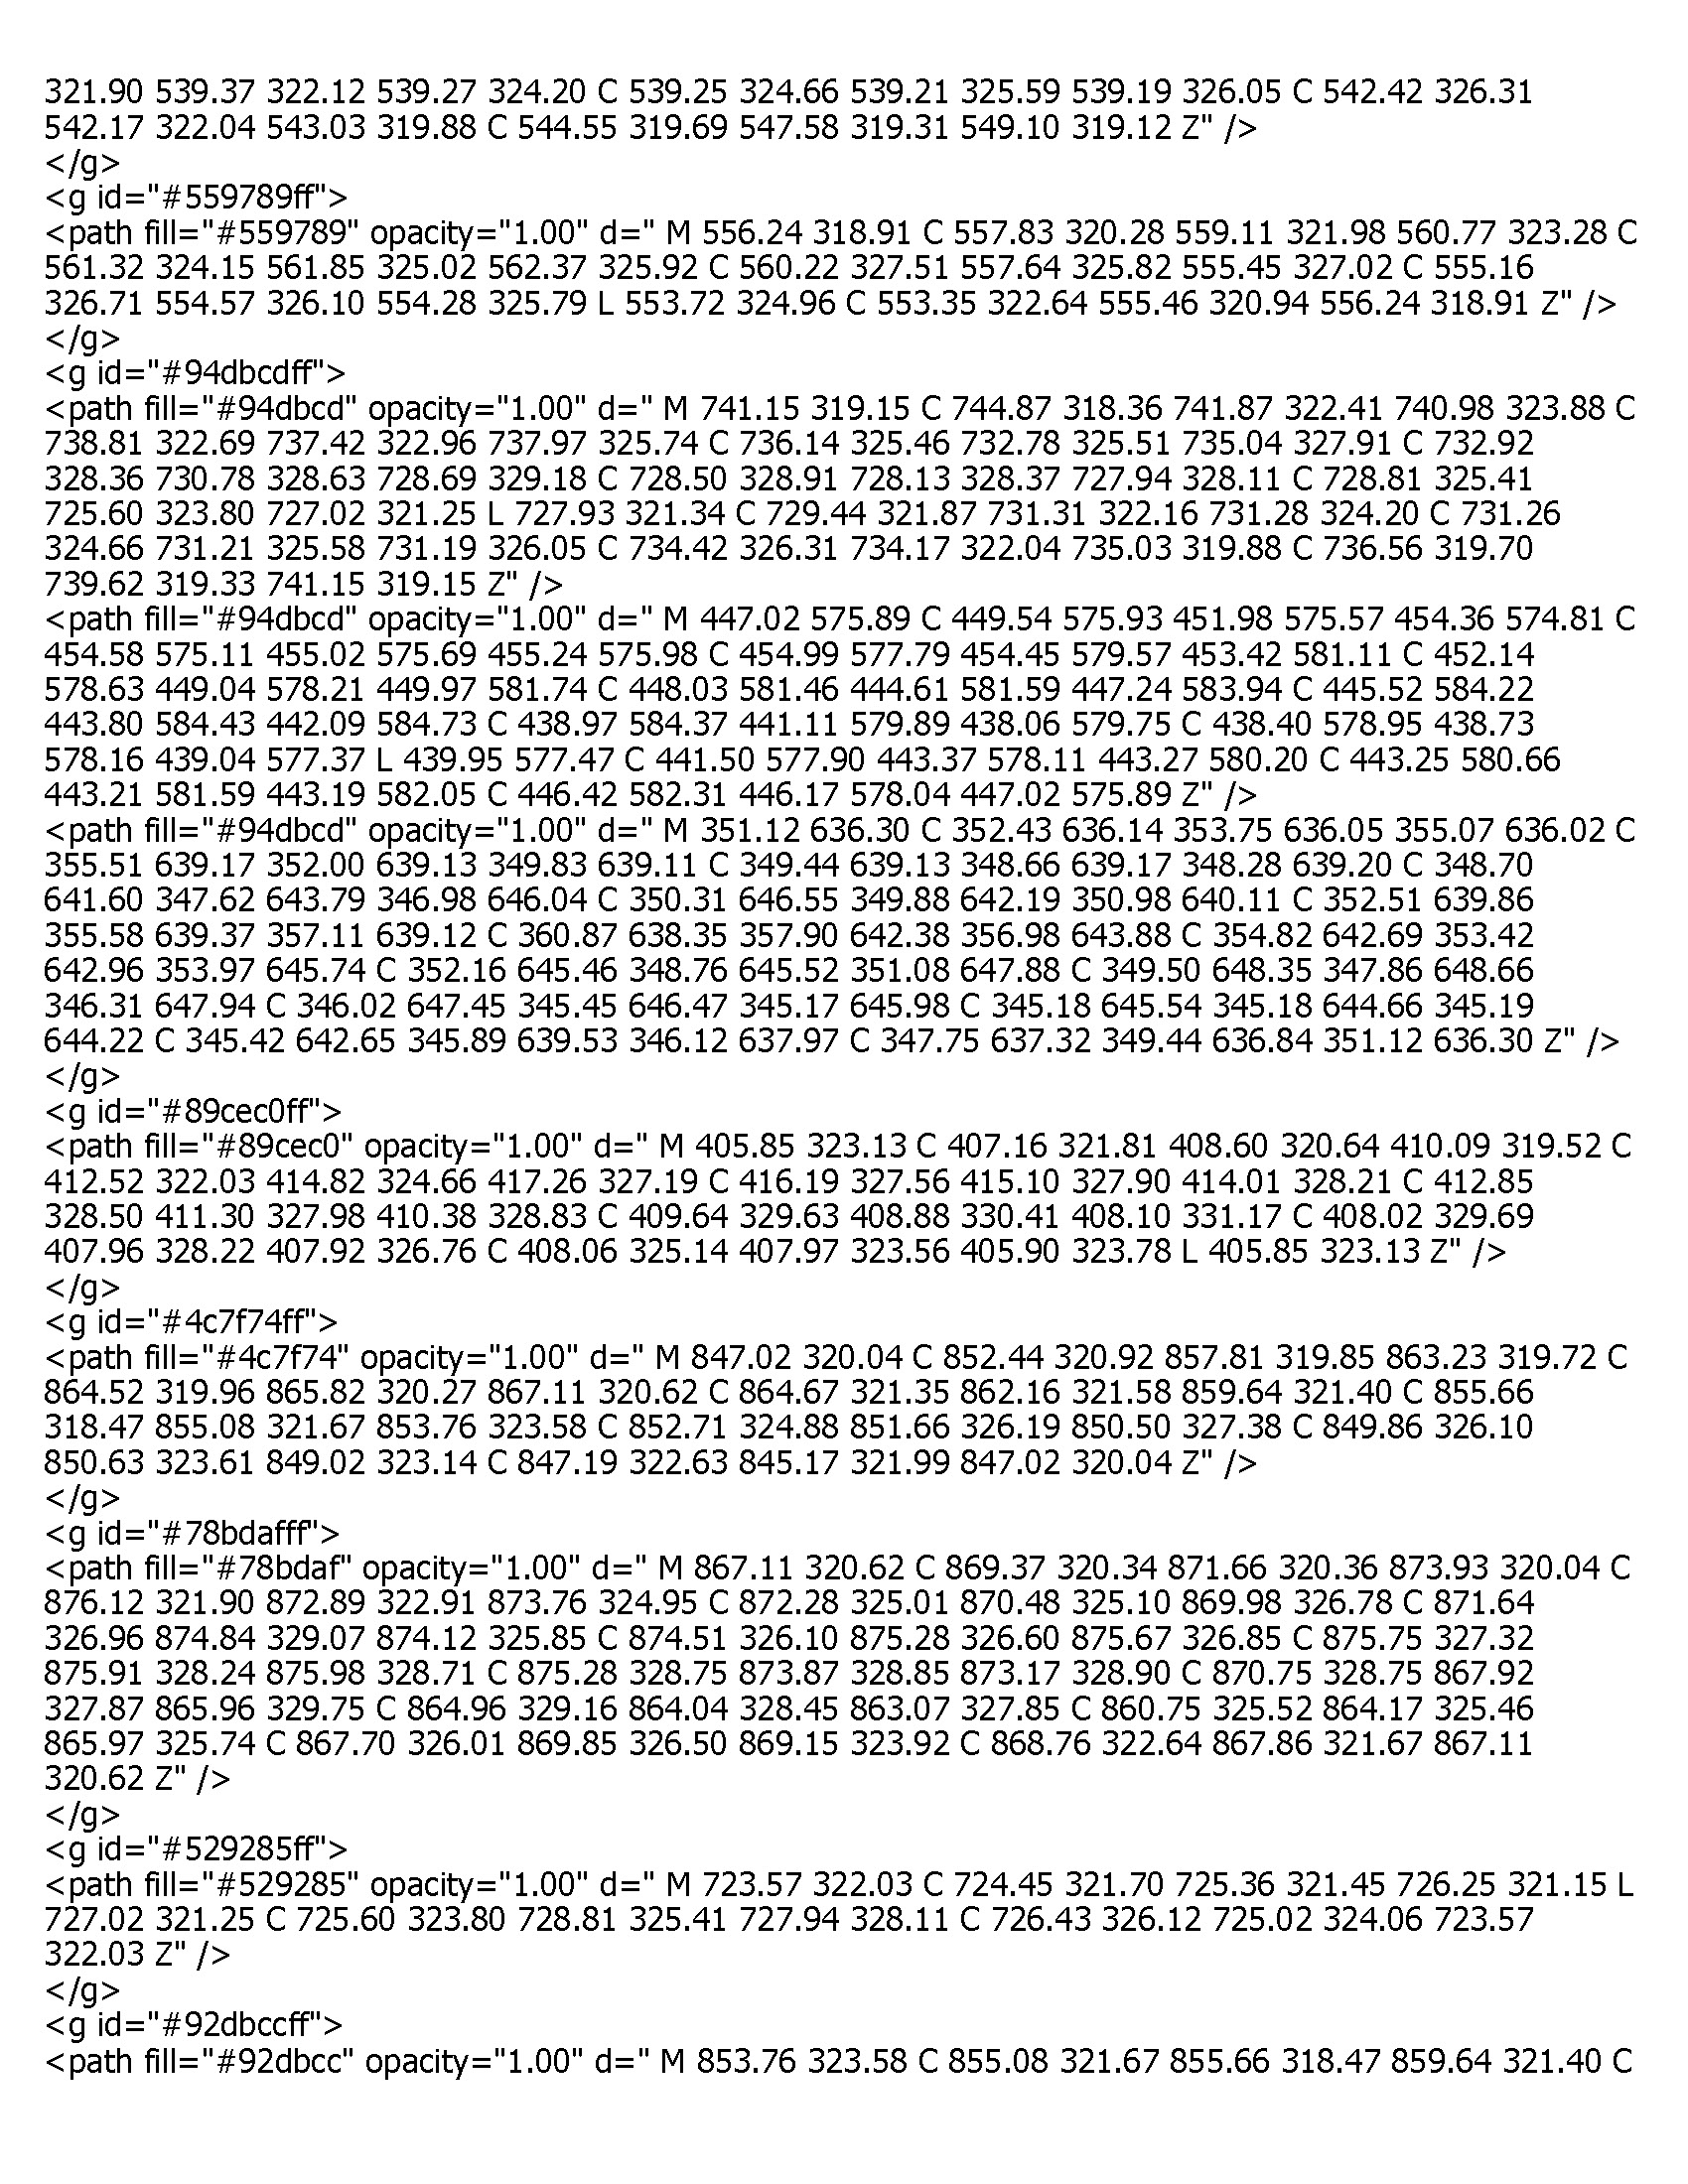 321.90 539.37 322.12 539.27 324.20 C 539.25 324.66 539.21 325.59 539.19 326.05 C 542.42 326.31
542.17 322.04 543.03 319.88 C 544.55 319.69 547.58 319.31 549.10 319.12 Z" />
</g>
<g id="#559789ff">
<path fill="#559789" opacity="1.00" d=" M 556.24 318.91 C 557.83 320.28 559.11 321.98 560.77 323.28 C
561.32 324.15 561.85 325.02 562.37 325.92 C 560.22 327.51 557.64 325.82 555.45 327.02 C 555.16
326.71 554.57 326.10 554.28 325.79 L 553.72 324.96 C 553.35 322.64 555.46 320.94 556.24 318.91 Z" />
</g>
<g id="#94dbcdff">
<path fill="#94dbcd" opacity="1.00" d=" M 741.15 319.15 C 744.87 318.36 741.87 322.41 740.98 323.88 C
738.81 322.69 737.42 322.96 737.97 325.74 C 736.14 325.46 732.78 325.51 735.04 327.91 C 732.92
328.36 730.78 328.63 728.69 329.18 C 728.50 328.91 728.13 328.37 727.94 328.11 C 728.81 325.41
725.60 323.80 727.02 321.25 L 727.93 321.34 C 729.44 321.87 731.31 322.16 731.28 324.20 C 731.26
324.66 731.21 325.58 731.19 326.05 C 734.42 326.31 734.17 322.04 735.03 319.88 C 736.56 319.70
739.62 319.33 741.15 319.15 Z" />
<path fill="#94dbcd" opacity="1.00" d=" M 447.02 575.89 C 449.54 575.93 451.98 575.57 454.36 574.81 C
454.58 575.11 455.02 575.69 455.24 575.98 C 454.99 577.79 454.45 579.57 453.42 581.11 C 452.14
578.63 449.04 578.21 449.97 581.74 C 448.03 581.46 444.61 581.59 447.24 583.94 C 445.52 584.22
443.80 584.43 442.09 584.73 C 438.97 584.37 441.11 579.89 438.06 579.75 C 438.40 578.95 438.73
578.16 439.04 577.37 L 439.95 577.47 C 441.50 577.90 443.37 578.11 443.27 580.20 C 443.25 580.66
443.21 581.59 443.19 582.05 C 446.42 582.31 446.17 578.04 447.02 575.89 Z" />
<path fill="#94dbcd" opacity="1.00" d=" M 351.12 636.30 C 352.43 636.14 353.75 636.05 355.07 636.02 C
355.51 639.17 352.00 639.13 349.83 639.11 C 349.44 639.13 348.66 639.17 348.28 639.20 C 348.70
641.60 347.62 643.79 346.98 646.04 C 350.31 646.55 349.88 642.19 350.98 640.11 C 352.51 639.86
355.58 639.37 357.11 639.12 C 360.87 638.35 357.90 642.38 356.98 643.88 C 354.82 642.69 353.42
642.96 353.97 645.74 C 352.16 645.46 348.76 645.52 351.08 647.88 C 349.50 648.35 347.86 648.66
346.31 647.94 C 346.02 647.45 345.45 646.47 345.17 645.98 C 345.18 645.54 345.18 644.66 345.19
644.22 C 345.42 642.65 345.89 639.53 346.12 637.97 C 347.75 637.32 349.44 636.84 351.12 636.30 Z" />
</g>
<g id="#89cec0ff">
<path fill="#89cec0" opacity="1.00" d=" M 405.85 323.13 C 407.16 321.81 408.60 320.64 410.09 319.52 C
412.52 322.03 414.82 324.66 417.26 327.19 C 416.19 327.56 415.10 327.90 414.01 328.21 C 412.85
328.50 411.30 327.98 410.38 328.83 C 409.64 329.63 408.88 330.41 408.10 331.17 C 408.02 329.69
407.96 328.22 407.92 326.76 C 408.06 325.14 407.97 323.56 405.90 323.78 L 405.85 323.13 Z" />
</g>
<g id="#4c7f74ff">
<path fill="#4c7f74" opacity="1.00" d=" M 847.02 320.04 C 852.44 320.92 857.81 319.85 863.23 319.72 C
864.52 319.96 865.82 320.27 867.11 320.62 C 864.67 321.35 862.16 321.58 859.64 321.40 C 855.66
318.47 855.08 321.67 853.76 323.58 C 852.71 324.88 851.66 326.19 850.50 327.38 C 849.86 326.10
850.63 323.61 849.02 323.14 C 847.19 322.63 845.17 321.99 847.02 320.04 Z" />
</g>
<g id="#78bdafff">
<path fill="#78bdaf" opacity="1.00" d=" M 867.11 320.62 C 869.37 320.34 871.66 320.36 873.93 320.04 C
876.12 321.90 872.89 322.91 873.76 324.95 C 872.28 325.01 870.48 325.10 869.98 326.78 C 871.64
326.96 874.84 329.07 874.12 325.85 C 874.51 326.10 875.28 326.60 875.67 326.85 C 875.75 327.32
875.91 328.24 875.98 328.71 C 875.28 328.75 873.87 328.85 873.17 328.90 C 870.75 328.75 867.92
327.87 865.96 329.75 C 864.96 329.16 864.04 328.45 863.07 327.85 C 860.75 325.52 864.17 325.46
865.97 325.74 C 867.70 326.01 869.85 326.50 869.15 323.92 C 868.76 322.64 867.86 321.67 867.11
320.62 Z" />
</g>
<g id="#529285ff">
<path fill="#529285" opacity="1.00" d=" M 723.57 322.03 C 724.45 321.70 725.36 321.45 726.25 321.15 L
727.02 321.25 C 725.60 323.80 728.81 325.41 727.94 328.11 C 726.43 326.12 725.02 324.06 723.57
322.03 Z" />
</g>
<g id="#92dbccff">
<path fill="#92dbcc" opacity="1.00" d=" M 853.76 323.58 C 855.08 321.67 855.66 318.47 859.64 321.40 C